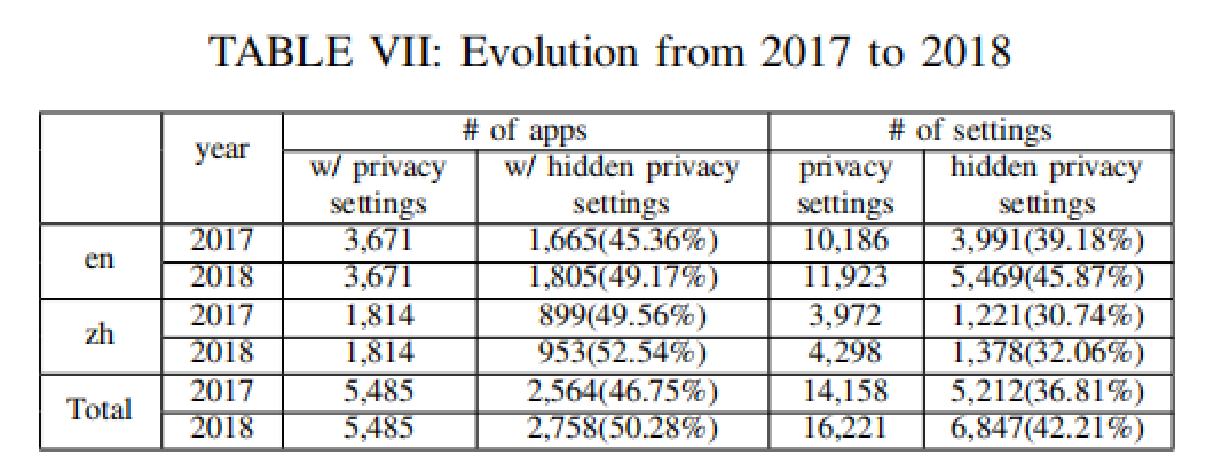 TABLE VII: Evolution from 2017 to 2018
year # of apps # of settings
w/ privacy settings w/ hidden privacy settings privacy settings hidden privacy settings
en 2017 3,671 1,665(45.36%) 10,186 3,991(39.18%)
2018 3,671 1,805(49.17%) 11,923 5,469(45.87%)
zh 2017 1,814 899(49.56%) 3,972 1,221(30.74%)
2018 1,814 953(52.54%) 4,298 1,378(32.06%)
Total 2017 5,485 2,564(46.75%) 14,158 5,212(36.81%)
2018 5,485 2,758(50.28%) 16,221 6,847(42.21%)